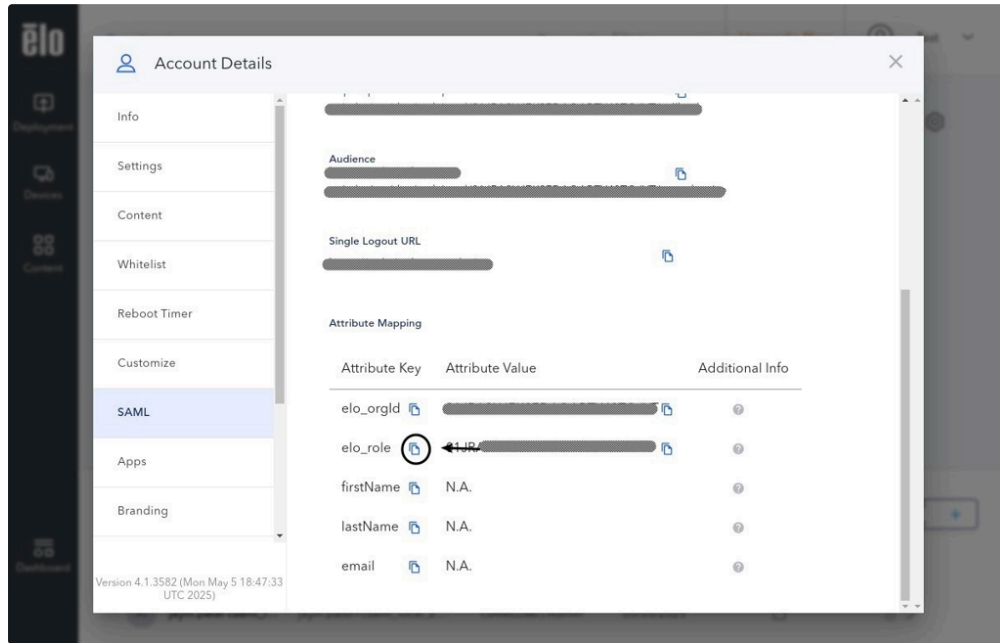 ēlo
Account Details
Deployment
Devices
Content
Dashboard
Info
Settings
Content
Whitelist
Reboot Timer
Customize
SAML
Apps
Branding
Version 4.1.3582 (Mon May 5 18:47:33
UTC 2025)
Audience
Single Logout URL
Attribute Mapping
Attribute Key Attribute Value Additional Info
elo_orgId
elo_role
firstName N.A.
lastName N.A.
email N.A.